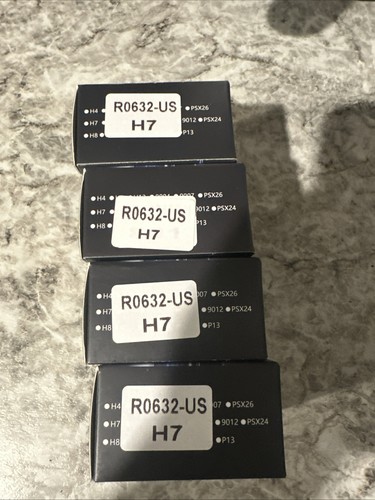 H4 PSX26
R0632-US
H7 9012 PSX24
H7
H8 P13
H4 9007 PSX26
R0632-US
H7 9012 PSX24
H7
H8 P13
H4 007 PSX26
R0632-US
H7 9012 PSX24
H7
H8 P13
H4 07 PSX26
R0632-US
H7 9012 PSX24
H7
H8 P13